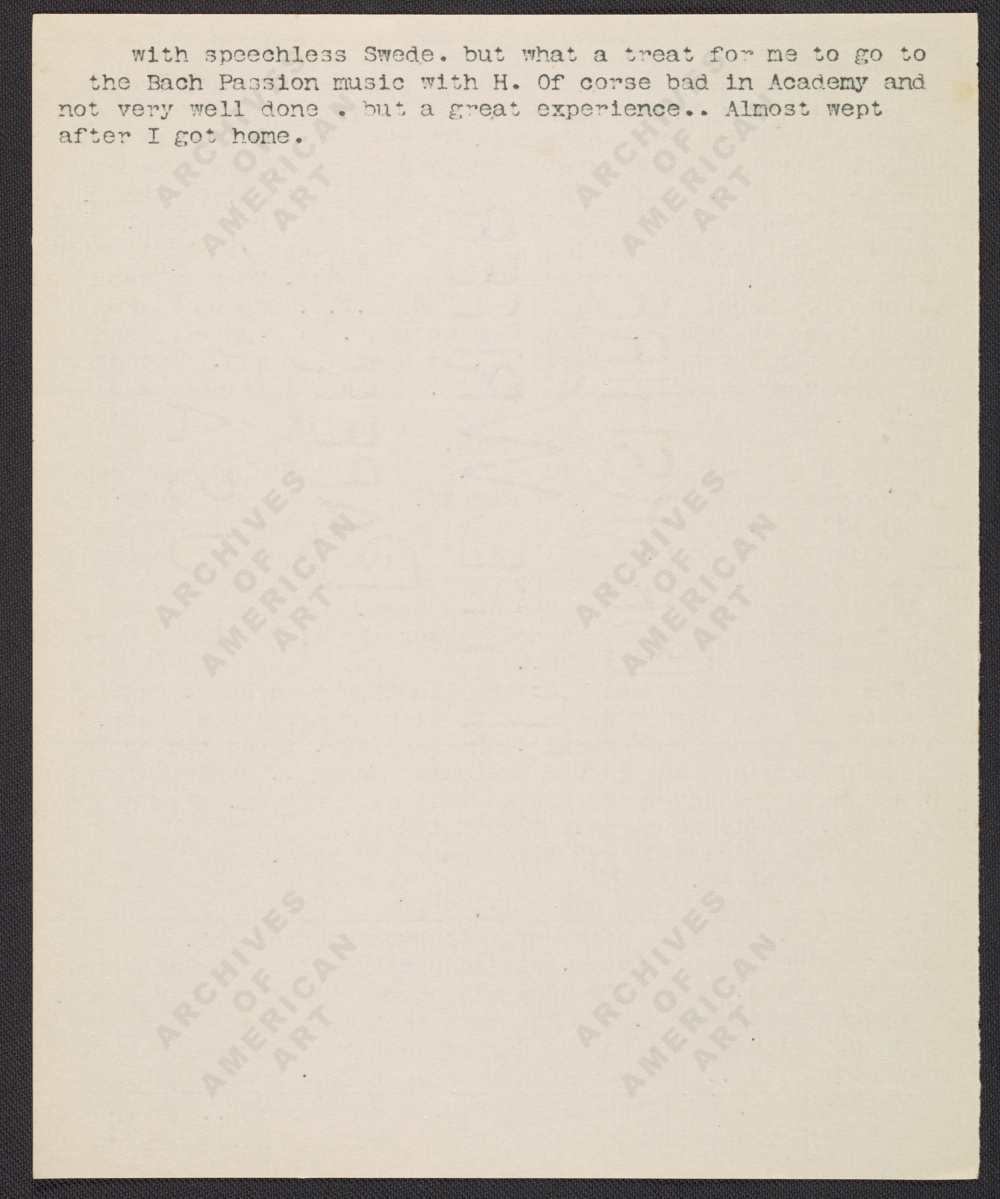 with speechless Swede. but what a treat for me to go to
the Bach Passion music with H. Of corse bad in Academy and
not very well done . but a great experience.. Almost wept
after I got home.
ARCHIVES
OF
AMERICAN
ART
ARCHIVES
OF
AMERICAN
ART
ARCHIVES
OF
AMERICAN
ART
ARCHIVES
OF
AMERICAN
ART
ARCHIVES
OF
AMERICAN
ART
ARCHIVES
OF
AMERICAN
ART